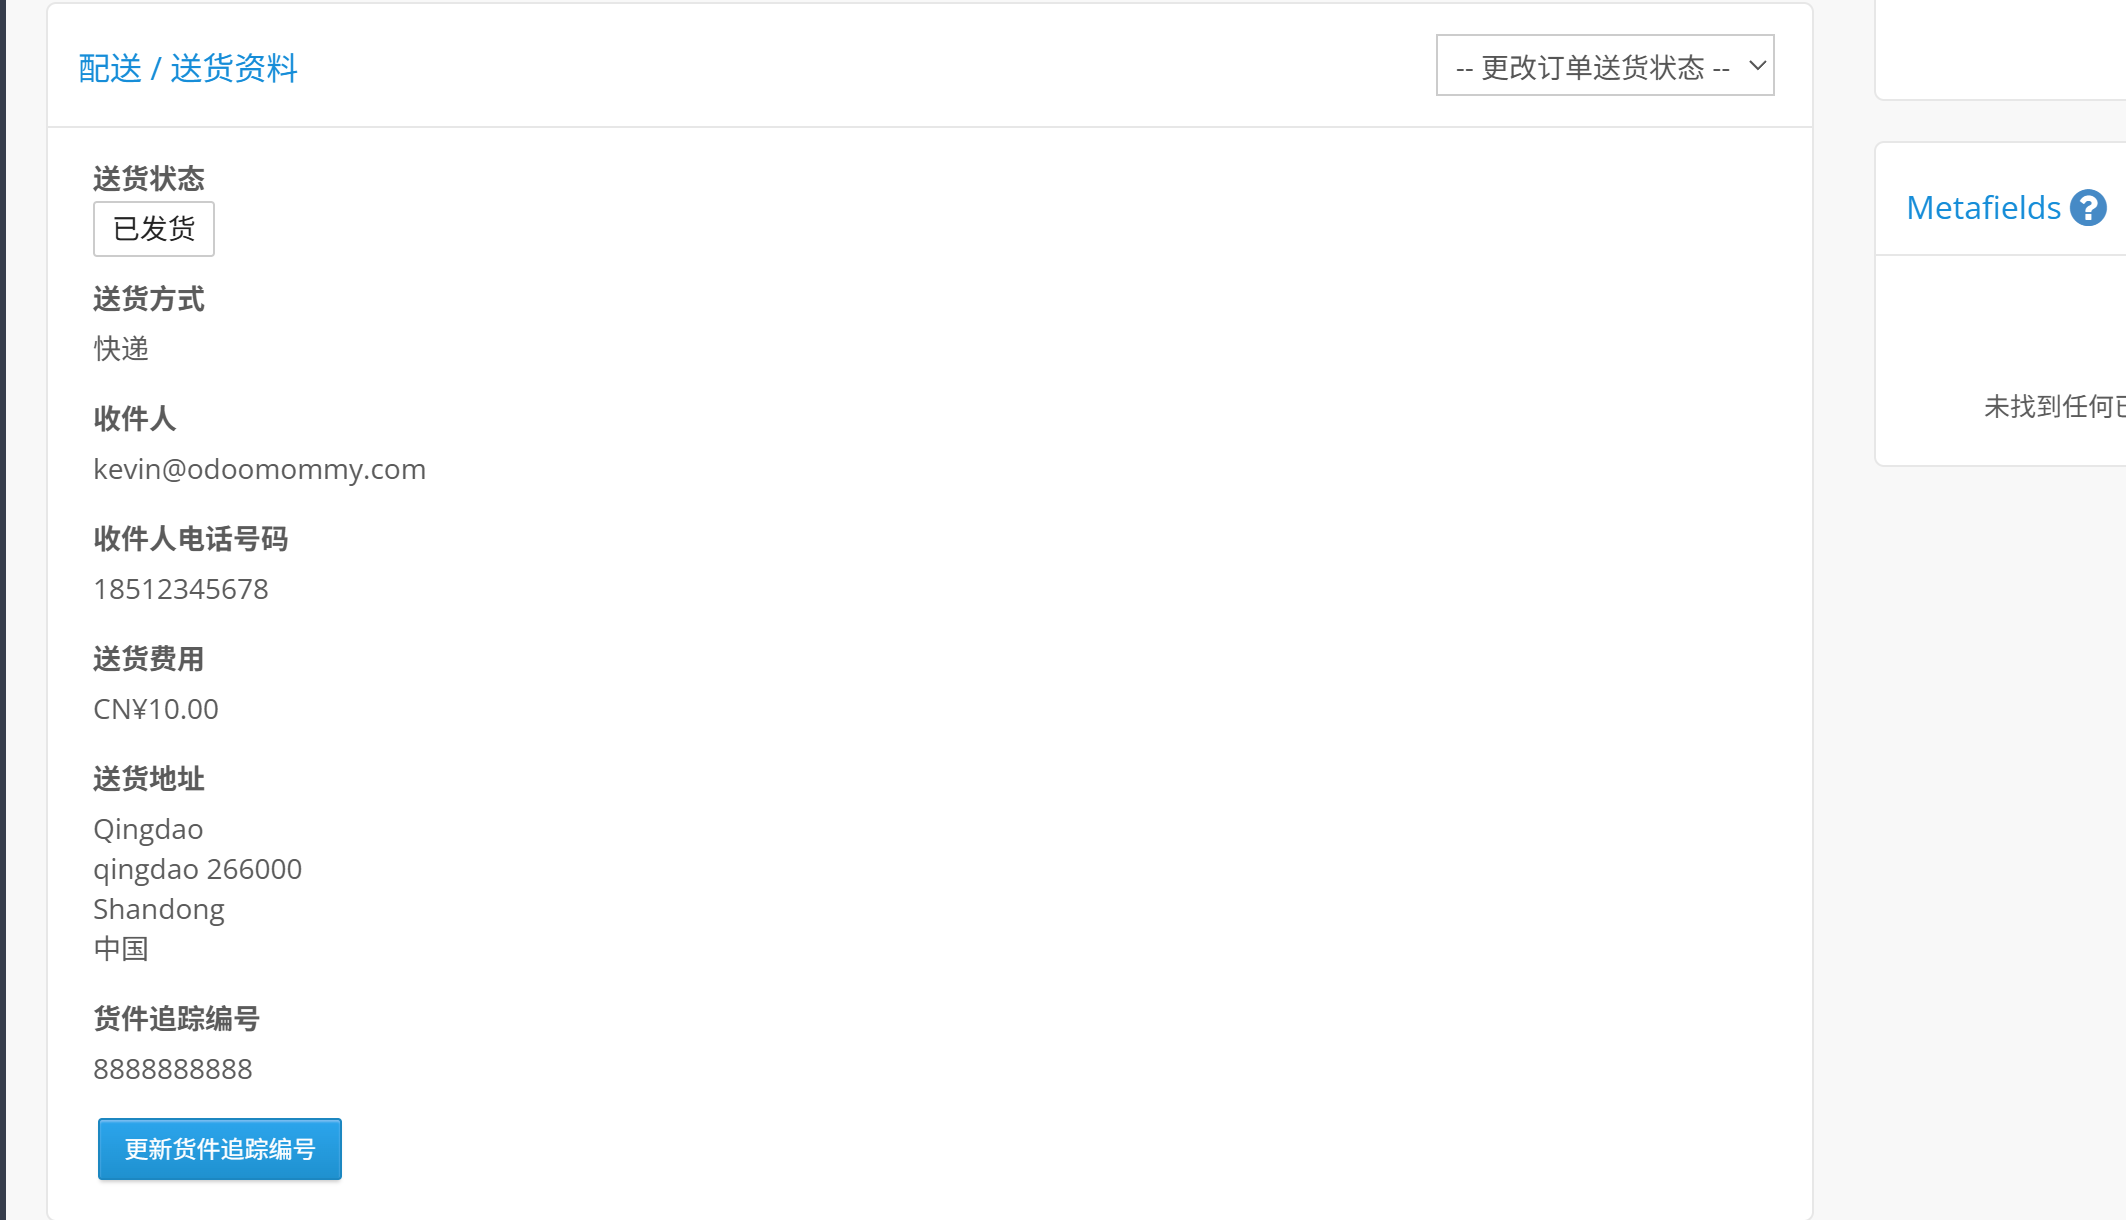 配送 / 送货资料
-- 更改订单送货状态 --
送货状态
已发货
送货方式
快递
收件人
kevin@odoomommy.com
收件人电话号码
18512345678
送货费用
CN¥10.00
送货地址
Qingdao
qingdao 266000
Shandong
中国
货件追踪编号
8888888888
更新货件追踪编号
Metafields
未找到任何已